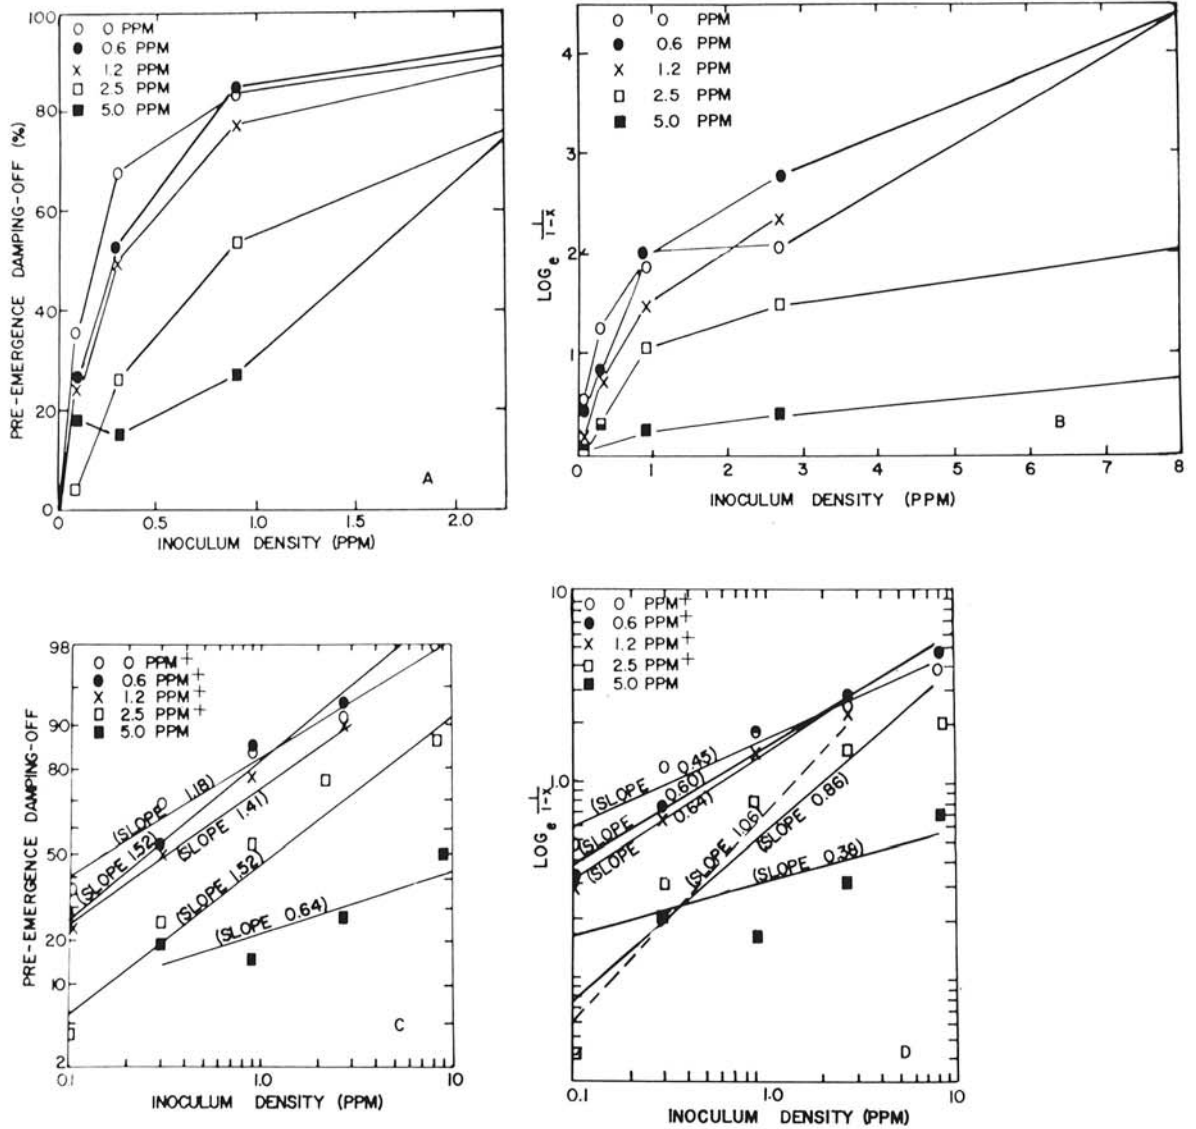 100
80
60
40
20
0
PRE-EMERGENCE DAMPING-OFF (%)
0 PPM
0.6 PPM
1.2 PPM
2.5 PPM
5.0 PPM
A
0 0.5 1.0 1.5 2.0
INOCULUM DENSITY (PPM)
4
3
2
1
LOG e 1/1-x
0 PPM
0.6 PPM
1.2 PPM
2.5 PPM
5.0 PPM
B
0 1 2 3 4 5 6 7 8
INOCULUM DENSITY (PPM)
98
90
80
50
20
10
2
PRE-EMERGENCE DAMPING-OFF
0 PPM+
0.6 PPM+
1.2 PPM+
2.5 PPM+
5.0 PPM
(SLOPE 1.18)
(SLOPE 1.52)
(SLOPE 1.41)
(SLOPE 1.52)
(SLOPE 0.64)
C
0.1 1.0 10
INOCULUM DENSITY (PPM)
10
1.0
LOG e 1/1-x
0 PPM+
0.6 PPM+
1.2 PPM+
2.5 PPM+
5.0 PPM
(SLOPE 0.45)
(SLOPE 0.60)
(SLOPE 0.64)
(SLOPE 1.06)
(SLOPE 0.86)
(SLOPE 0.38)
D
0.1 1.0 10
INOCULUM DENSITY (PPM)